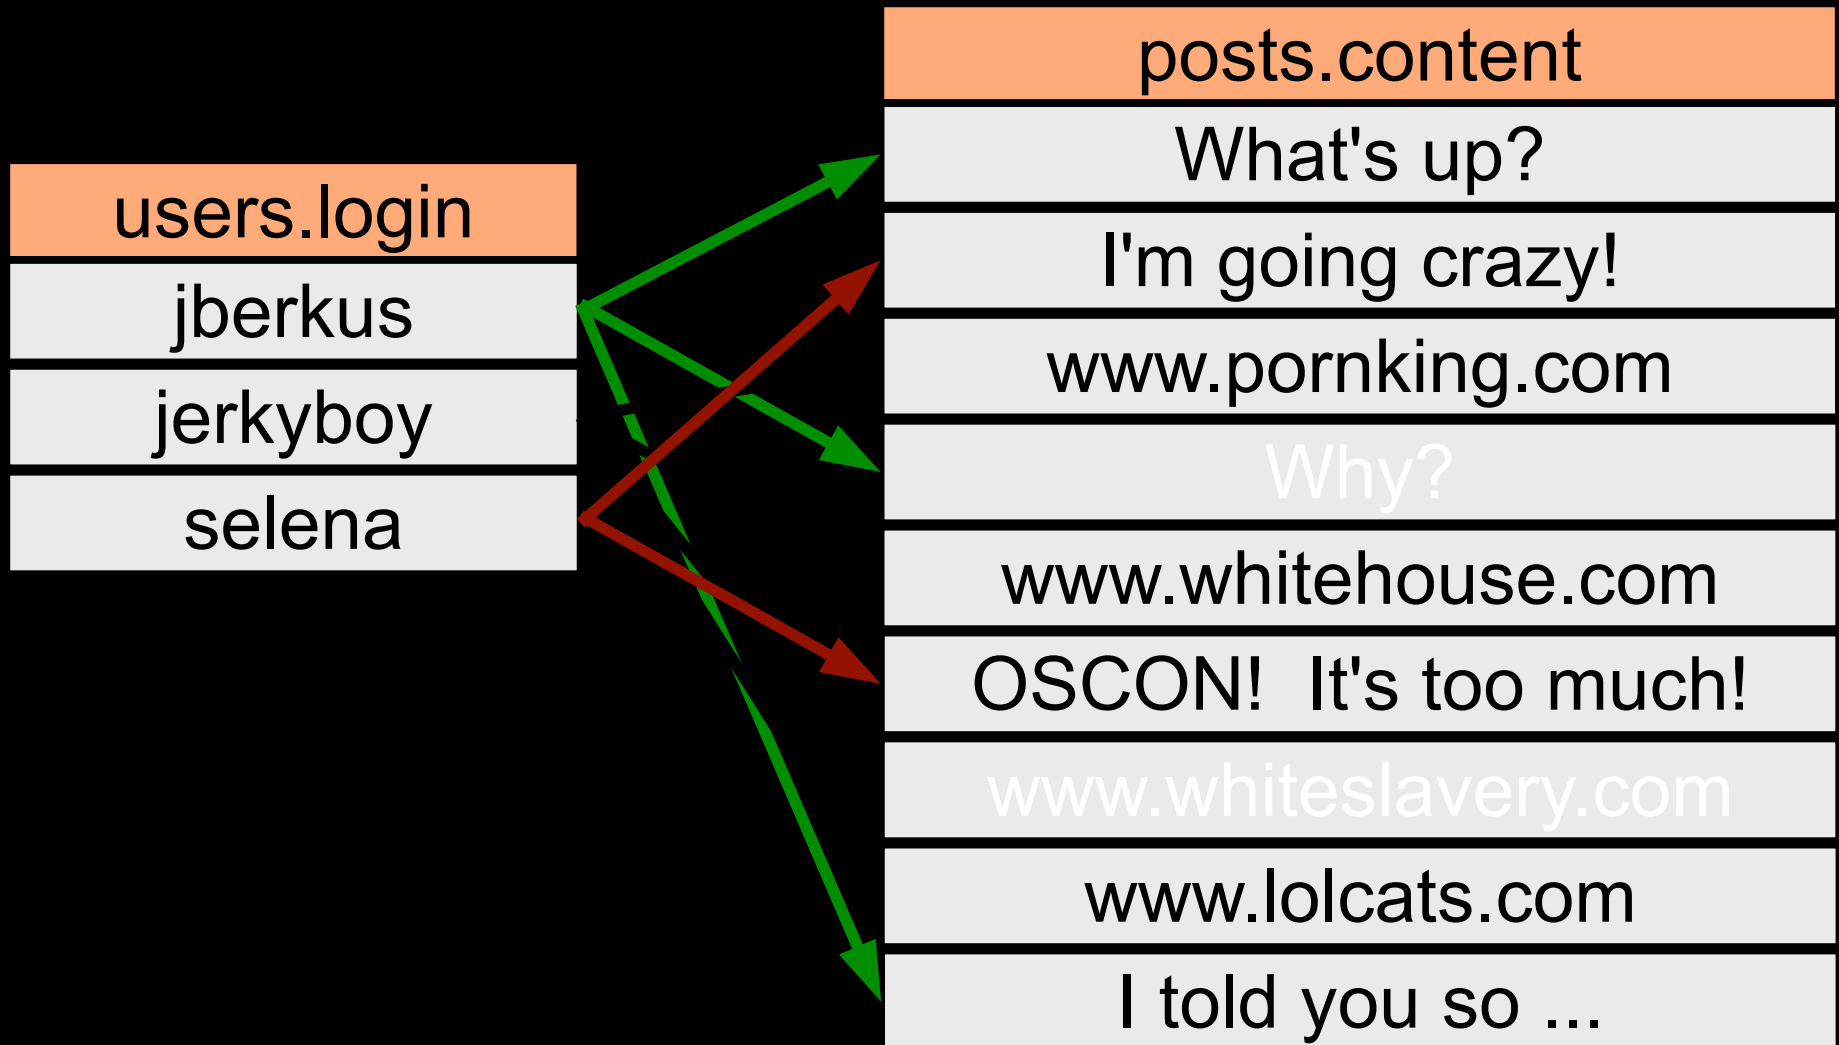 users.login
jberkus
jerkyboy
selena
posts.content
What's up?
I'm going crazy!
www.pornking.com
Why?
www.whitehouse.com
OSCON!  It's too much!
www.whiteslavery.com
www.lolcats.com
I told you so ...